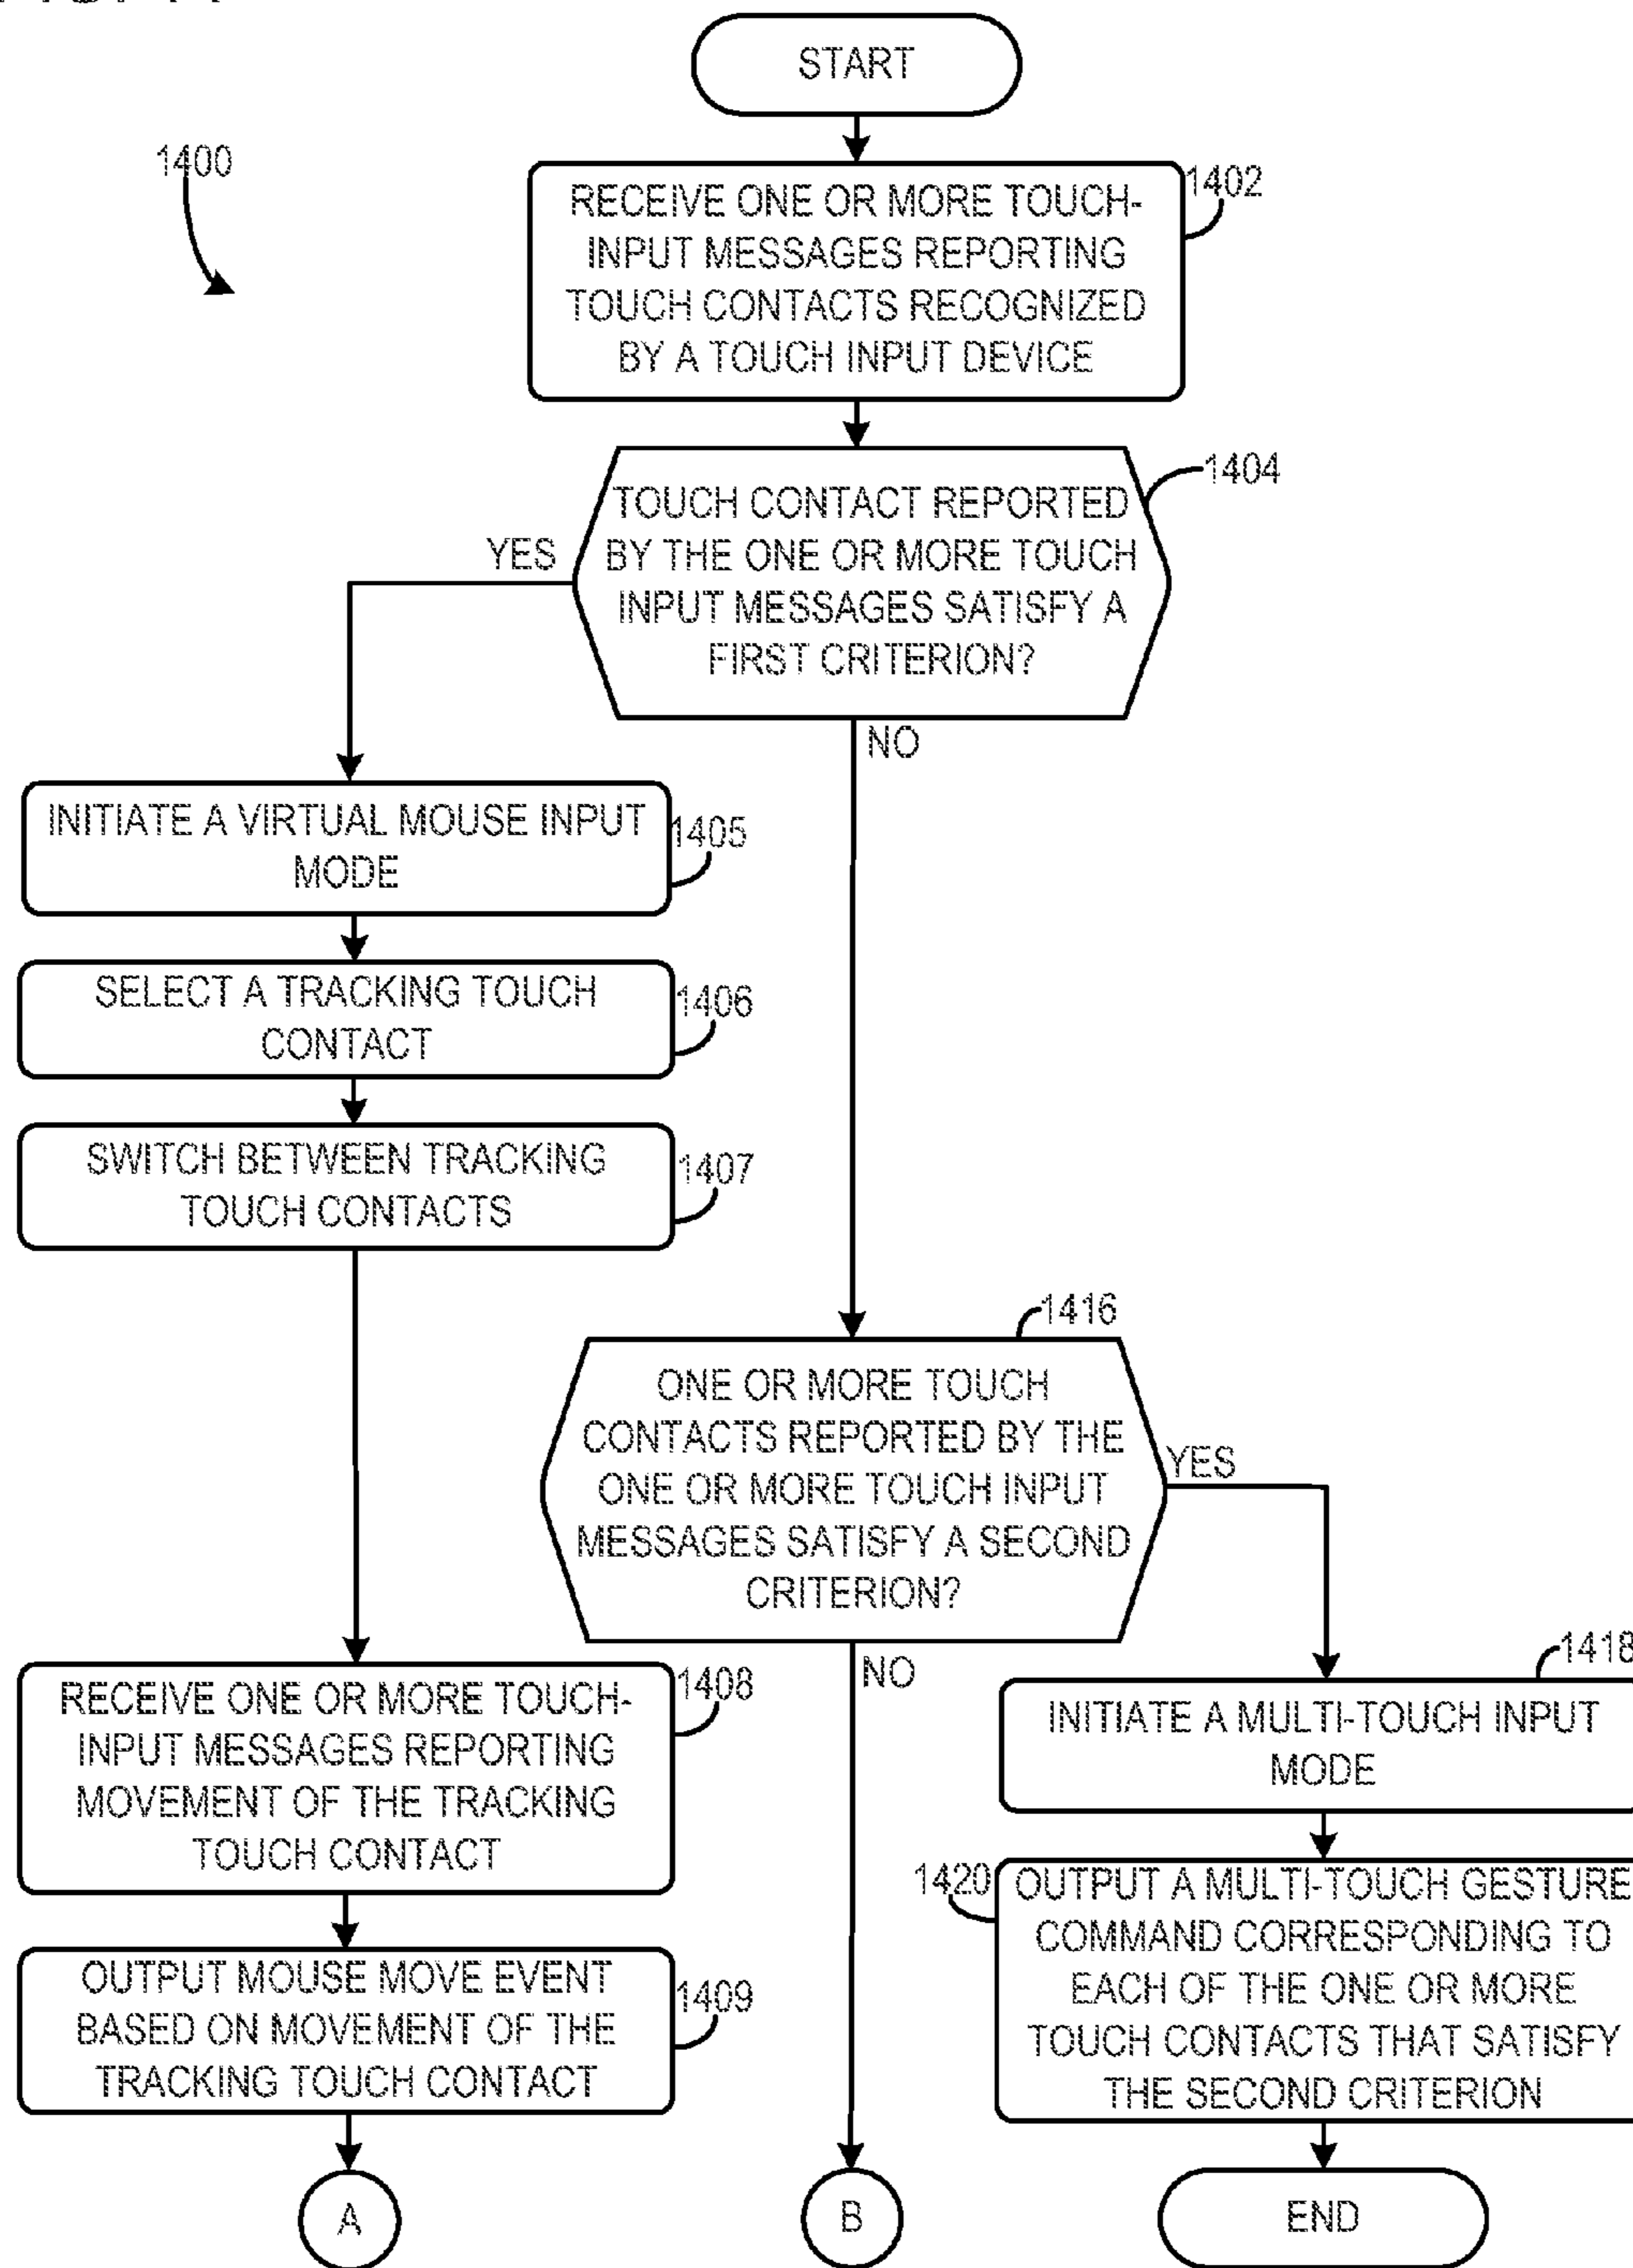 START
1400
1402
RECEIVE ONE OR MORE TOUCH-
INPUT MESSAGES REPORTING
TOUCH CONTACTS RECOGNIZED
BY A TOUCH INPUT DEVICE
1404
TOUCH CONTACT REPORTED
BY THE ONE OR MORE TOUCH
INPUT MESSAGES SATISFY A
FIRST CRITERION?
YES
NO
INITIATE A VIRTUAL MOUSE INPUT
MODE
1405
SELECT A TRACKING TOUCH
CONTACT
1406
SWITCH BETWEEN TRACKING
TOUCH CONTACTS
1407
1416
ONE OR MORE TOUCH
CONTACTS REPORTED BY THE
ONE OR MORE TOUCH INPUT
MESSAGES SATISFY A SECOND
CRITERION?
YES
NO
RECEIVE ONE OR MORE TOUCH-
INPUT MESSAGES REPORTING
MOVEMENT OF THE TRACKING
TOUCH CONTACT
1408
1418
INITIATE A MULTI-TOUCH INPUT
MODE
OUTPUT MOUSE MOVE EVENT
BASED ON MOVEMENT OF THE
TRACKING TOUCH CONTACT
1409
1420
OUTPUT A MULTI-TOUCH GESTURE
COMMAND CORRESPONDING TO
EACH OF THE ONE OR MORE
TOUCH CONTACTS THAT SATISFY
THE SECOND CRITERION
A
B
END